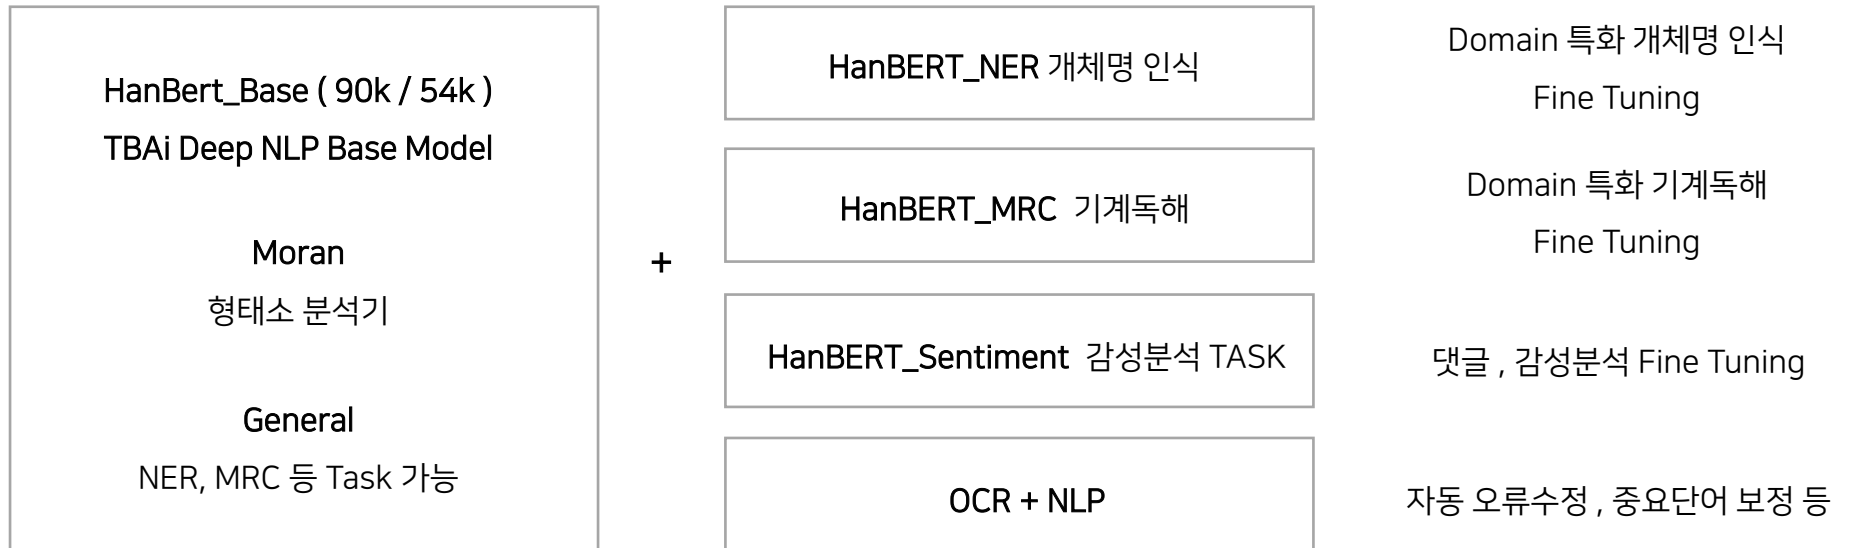 HanBert_Base ( 90k / 54k )
TBAi Deep NLP Base Model
Moran
형태소 분석기
General
NER, MRC 등 Task 가능
+
HanBERT_NER 개체명 인식
HanBERT_MRC 기계독해
HanBERT_Sentiment 감성분석 TASK
OCR + NLP
Domain 특화 개체명 인식
Fine Tuning
Domain 특화 기계독해
Fine Tuning
댓글 , 감성분석 Fine Tuning
자동 오류수정 , 중요단어 보정 등